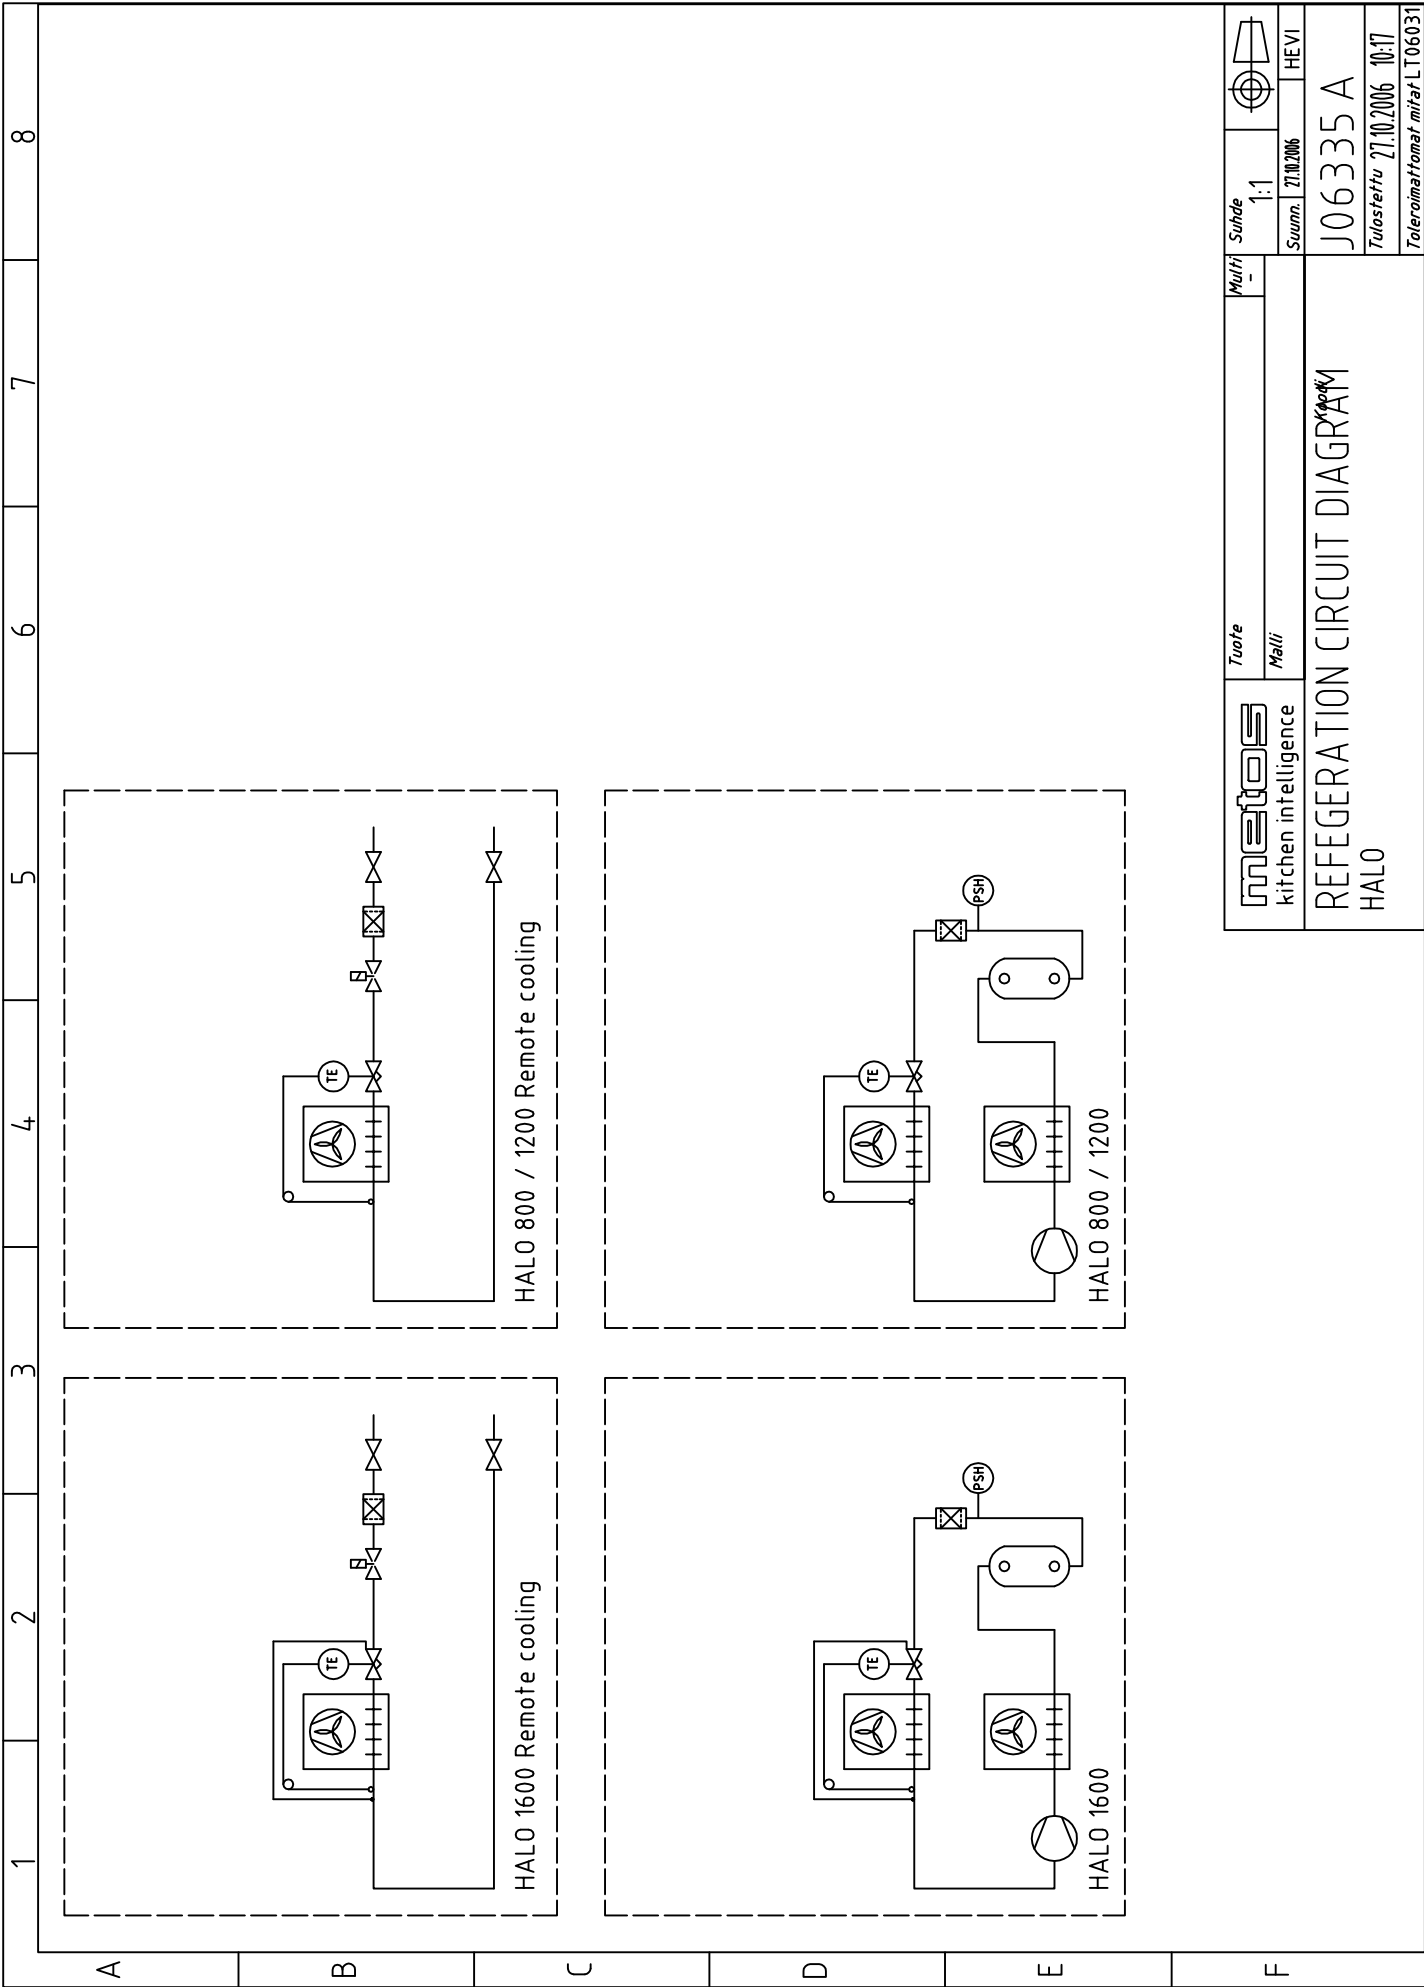 1 2 3 4 5 6 7 8
A
B
C
D
E
F
TE
TE
HALO 1600 Remote cooling
HALO 800 / 1200 Remote cooling
TE
TE
PSH
PSH
HALO 1600
HALO 800 / 1200
metos
kitchen intelligence
Tuote
Malli
Multi
-
Suhde
1:1
Suunn. 27.10.2006 HEVI
REFEGERATION CIRCUIT DIAGRAM
HALO
Koodi
J06335 A
Tulostettu 27.10.2006 10:17
Toleroimattomat mitat LT06031